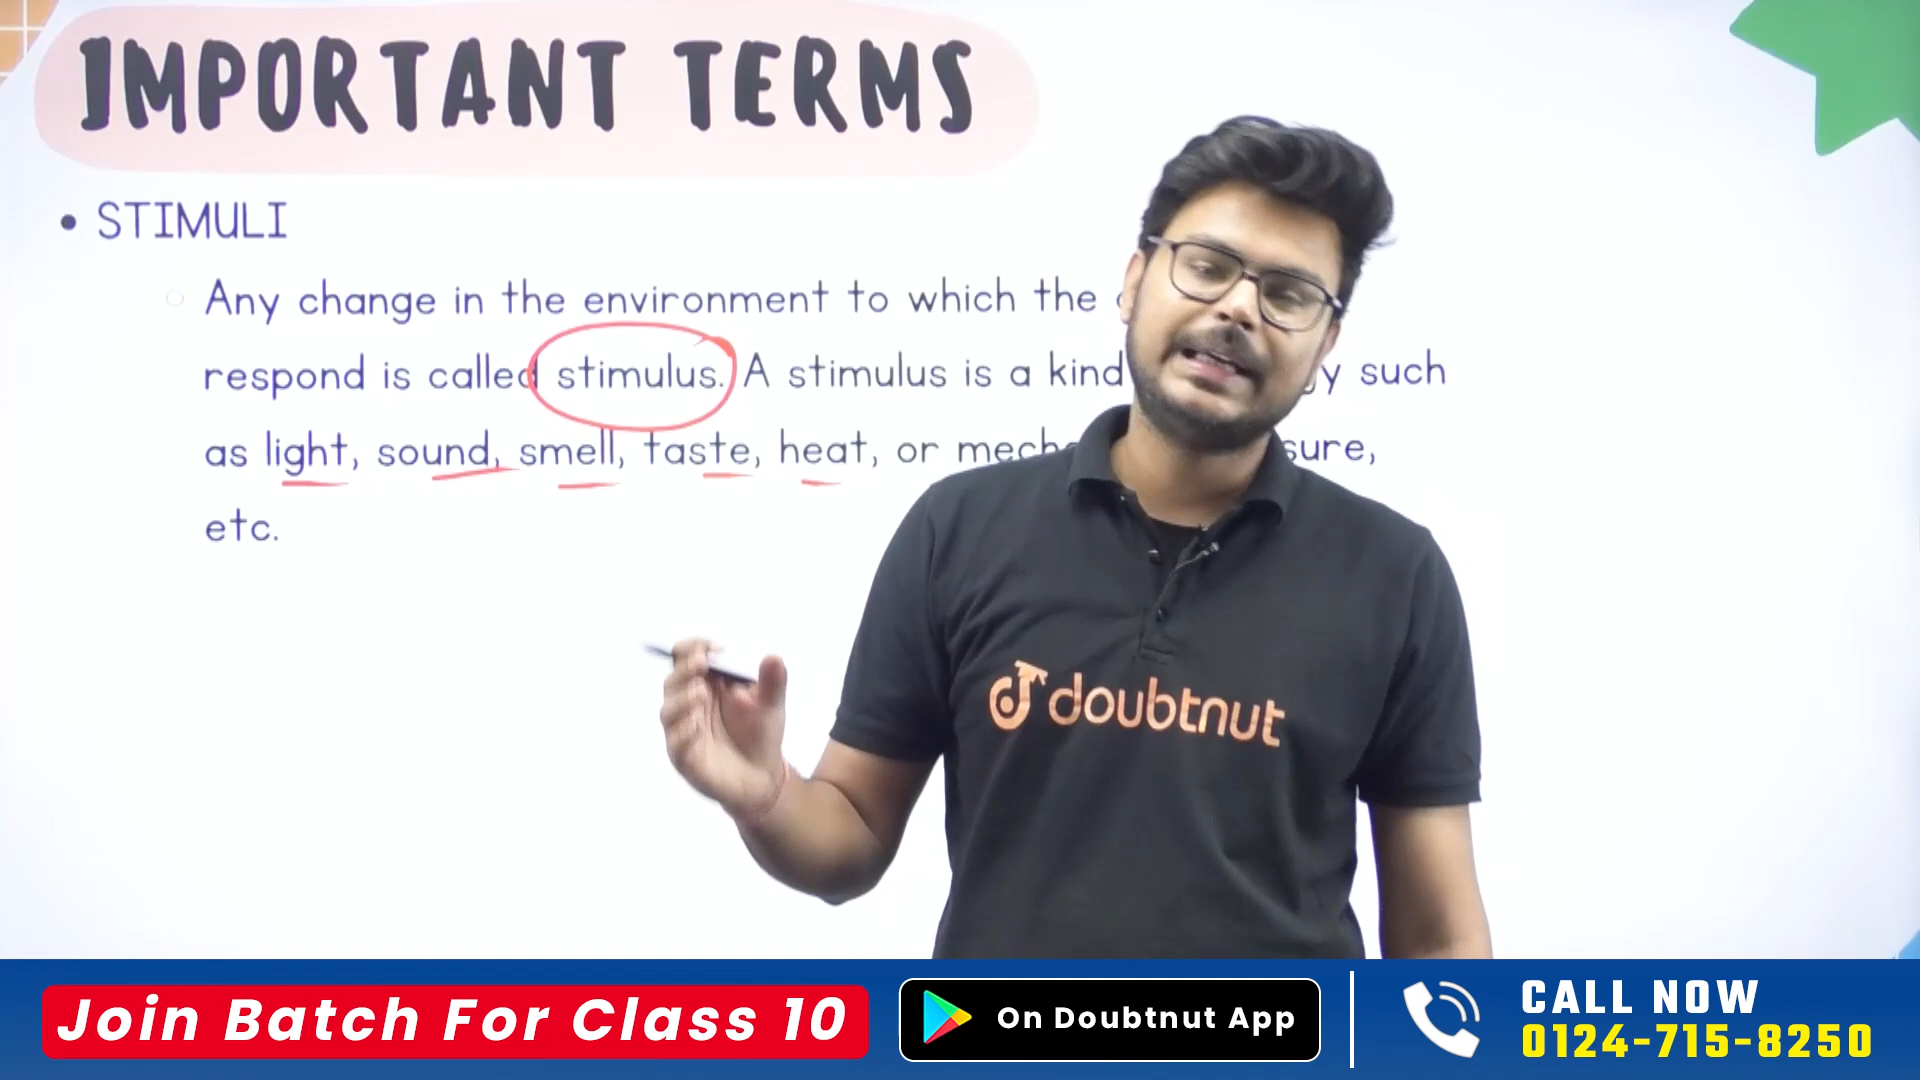 IMPORTANT TERMS
• STIMULI
Any change in the environment to which the
respond is called stimulus. A stimulus is a kind such
as light, sound, smell, taste, heat, or
etc.
doubtnut
Join Batch For Class 10
On Doubtnut App
CALL NOW
0124-715-8250